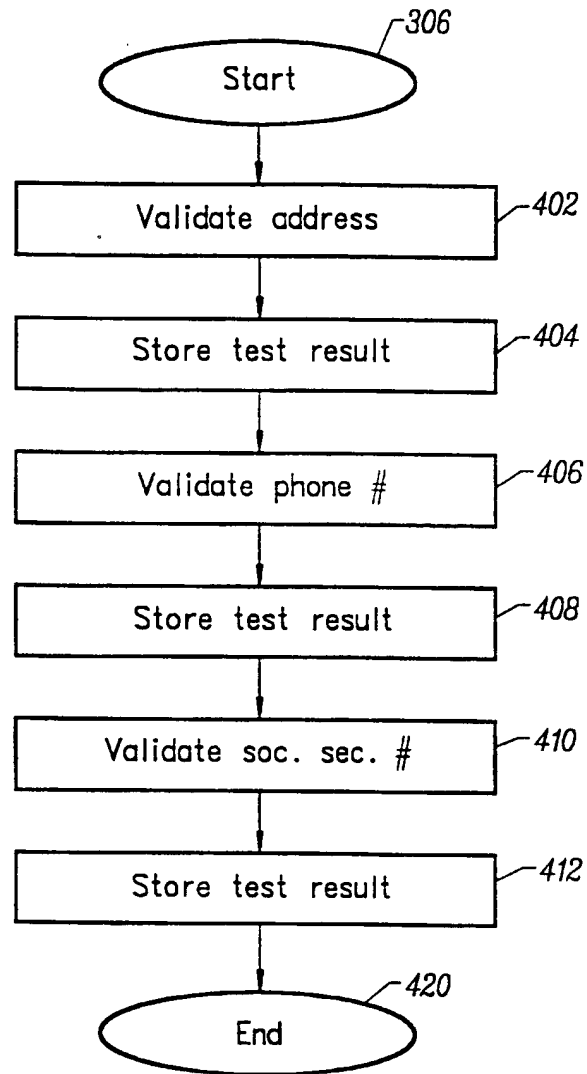 306
Start
Validate address
402
Store test result
404
Validate phone #
406
Store test result
408
Validate soc. sec. #
410
Store test result
412
420
End